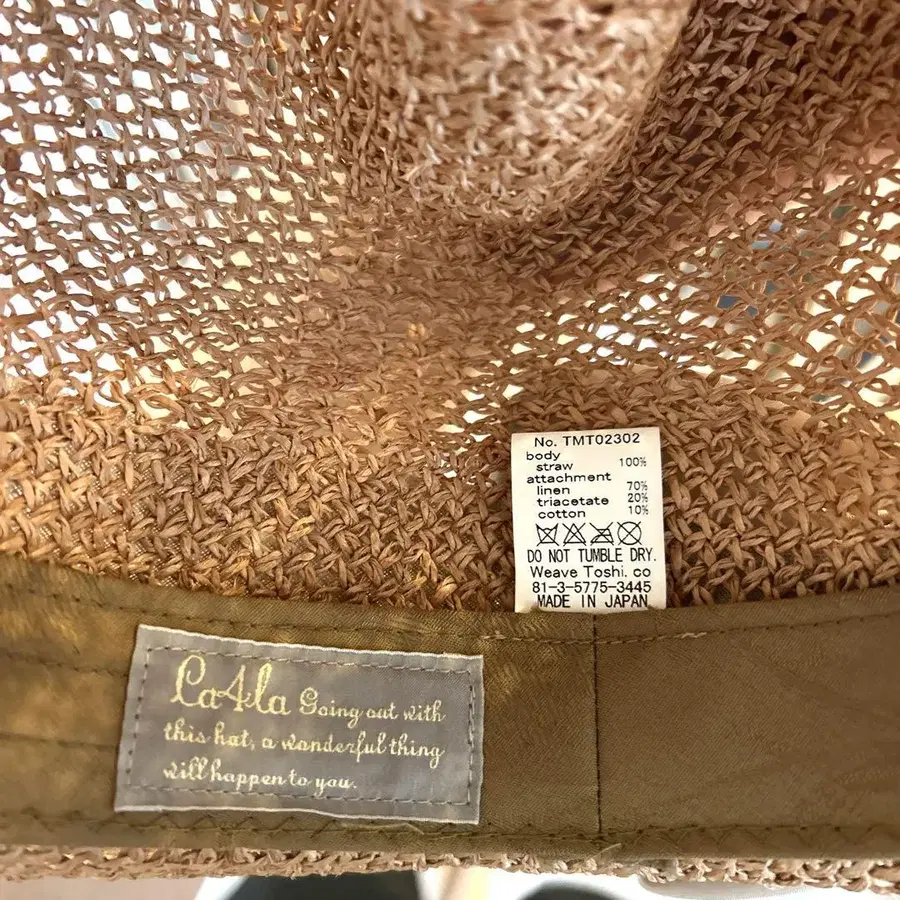 No. TMT02302
body
straw 100%
attachment
linen 70%
triacetate 20%
cotton 10%
DO NOT TUMBLE DRY.
Weave Toshi. co
81-3-5775-3445
MADE IN JAPAN
Ca4la Going out with
this hat, a wonderful thing
will happen to you.